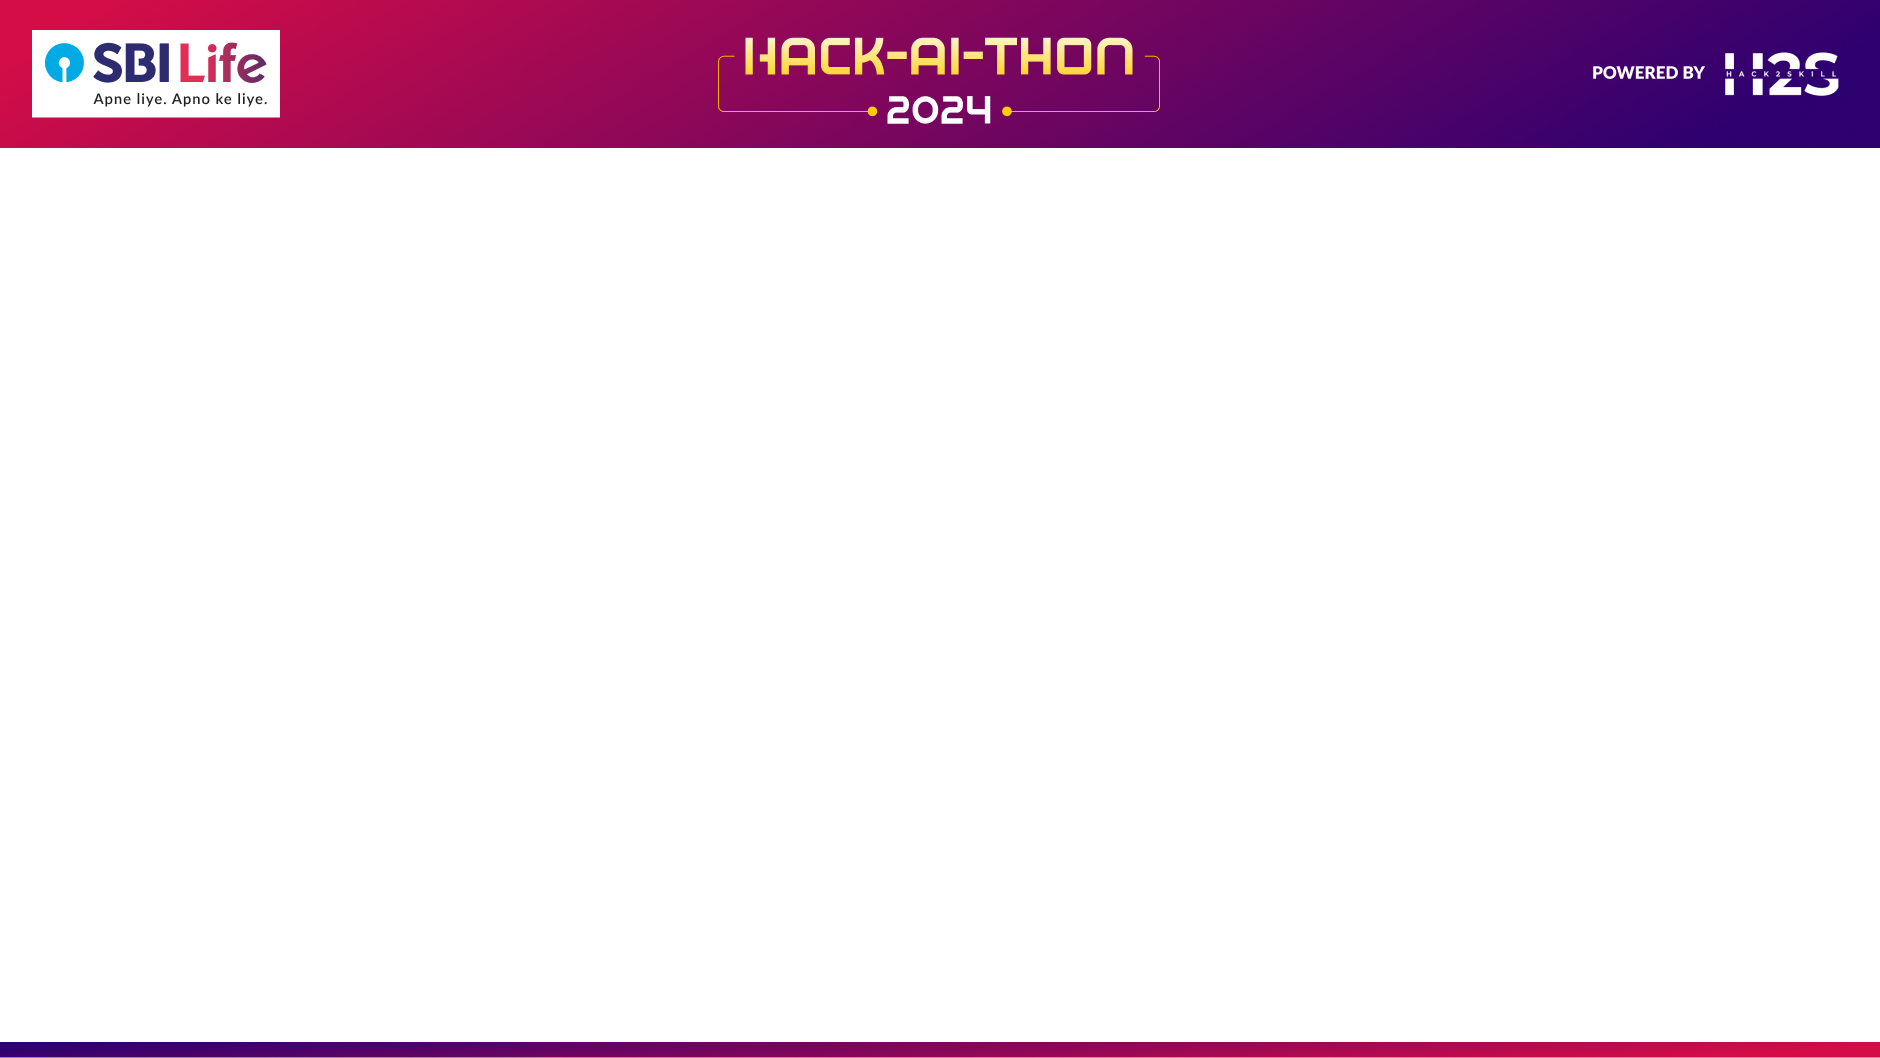 SBI Life
Apne liye. Apno ke liye.
HACK-AI-THON
2024
POWERED BY
H2S
HACK2SKILL